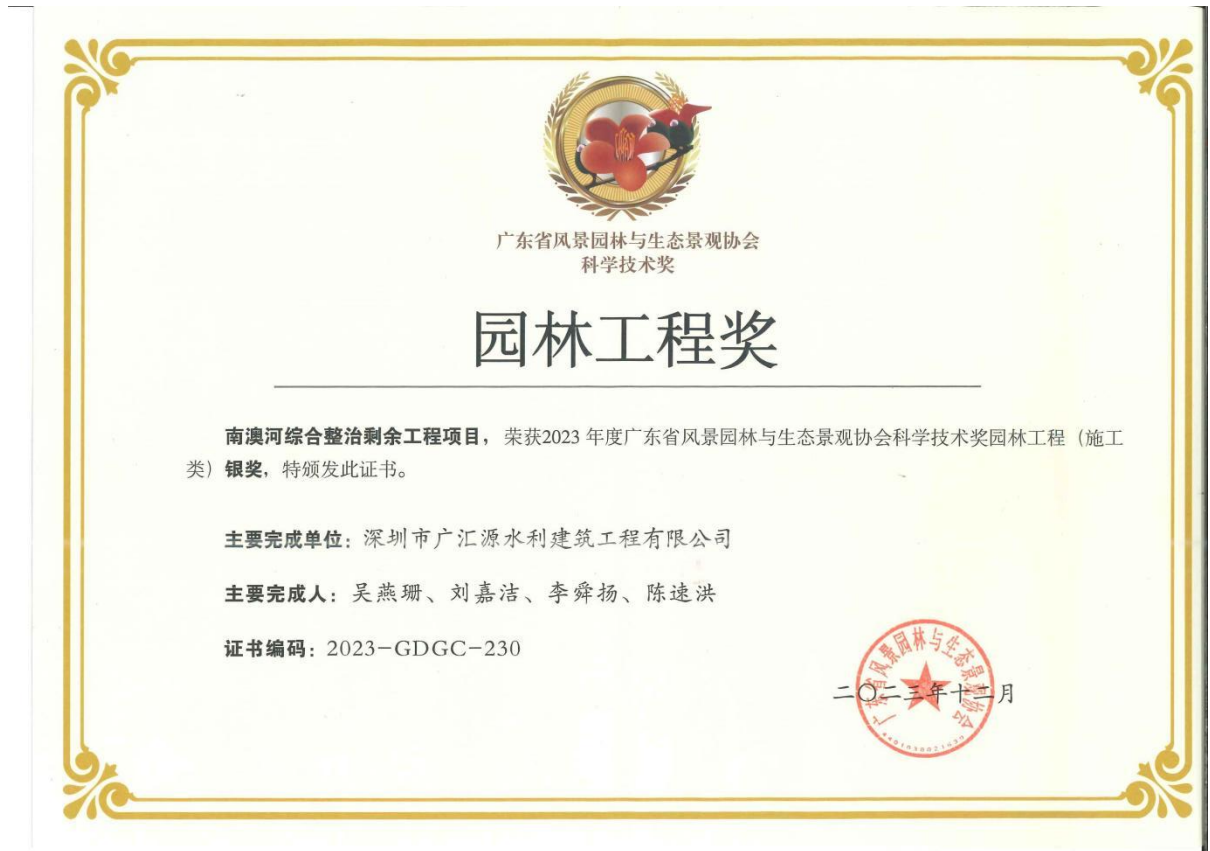 广东省风景园林与生态景观协会
科学技术奖
园林工程奖
南澳河综合整治剩余工程项目，荣获2023 年度广东省风景园林与生态景观协会科学技术奖园林工程（施工
类）银奖，特颁发此证书。
主要完成单位：深圳市广汇源水利建筑工程有限公司
主要完成人：吴燕珊、刘嘉洁、李舜扬、陈速洪
证书编码：2023-GDGC-230
广东省风景园林与生态景观协会
二〇二三年十二月